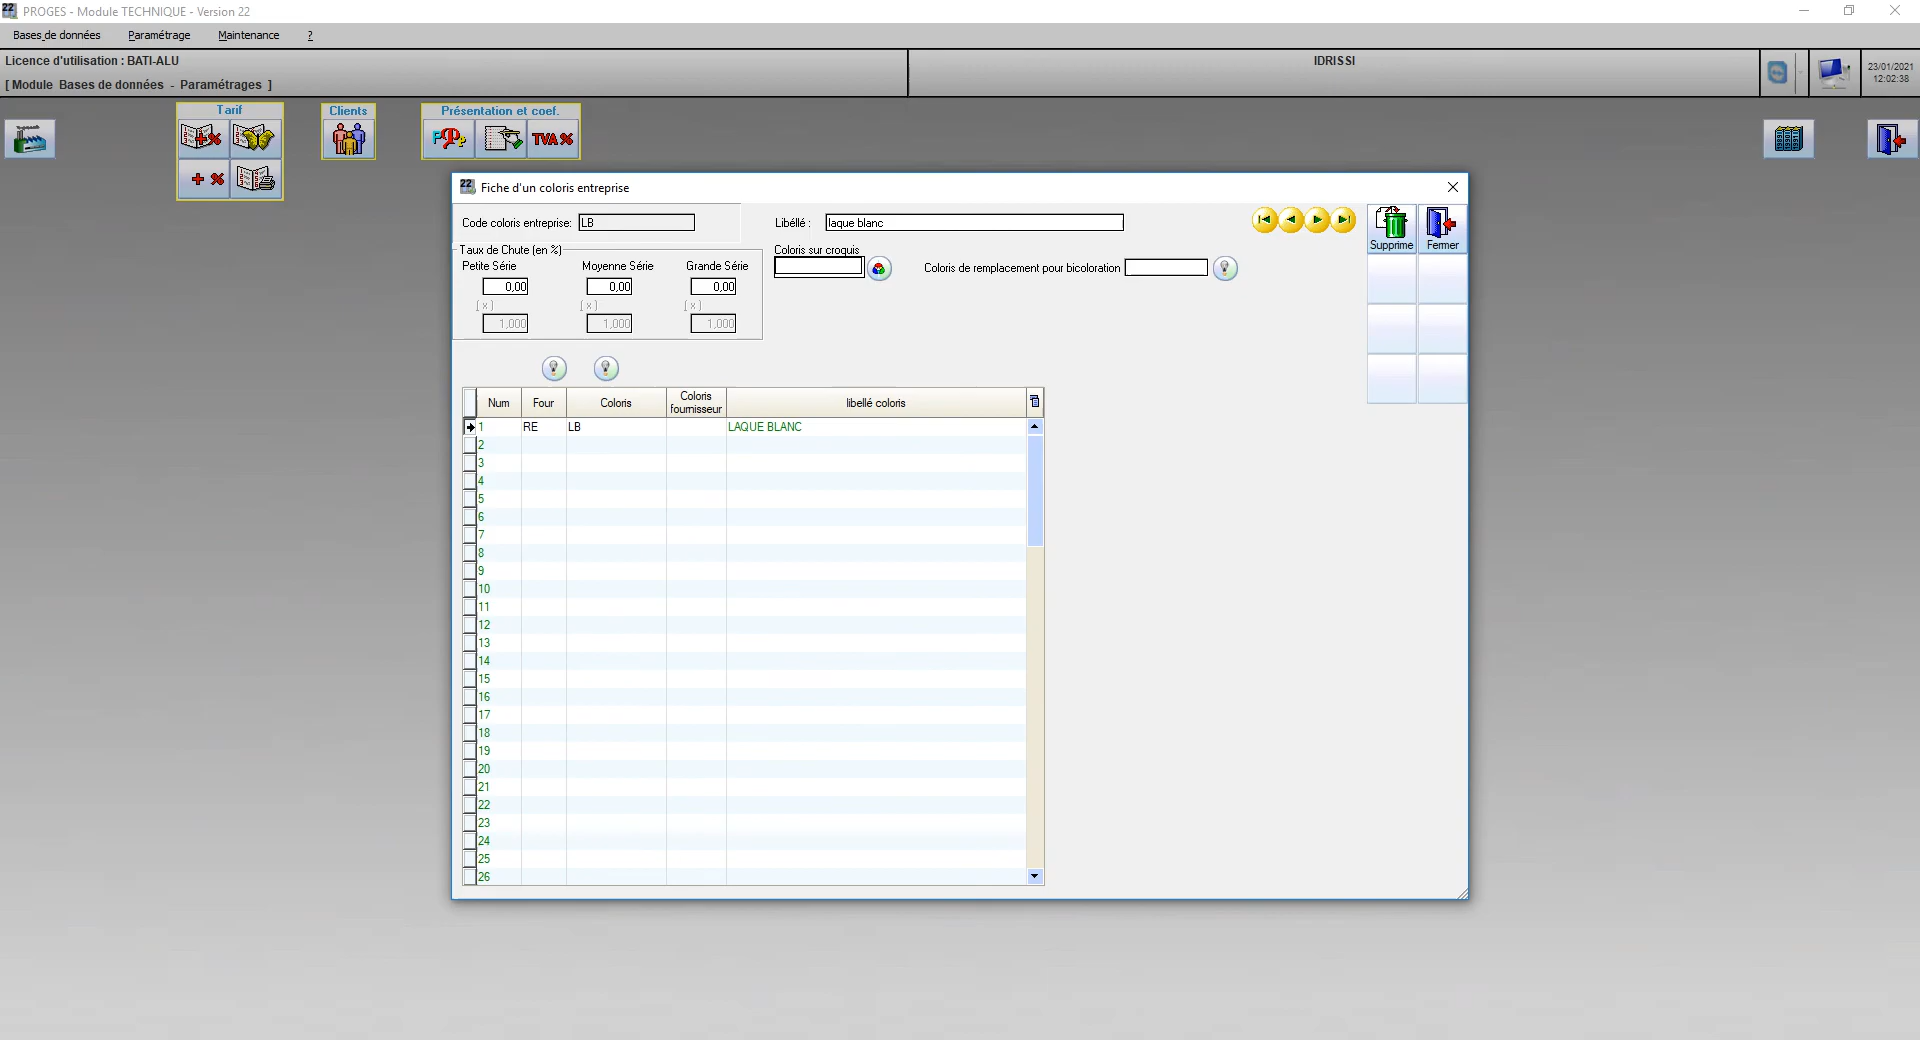 22 PROGES - Module TECHNIQUE - Version 22
Bases de données Paramétrage Maintenance ?
Licence d'utilisation : BATI-ALU
IDRISSI
[ Module Bases de données - Paramétrages ]
23/01/2021
12:02:38
Tarif
Clients
Présentation et coef.
TVA %
+ %
22 Fiche d'un coloris entreprise
Code coloris entreprise: LB
Libéllé : laque blanc
Supprime
Fermer
Taux de Chute (en %)
Petite Série Moyenne Série Grande Série
0,00 0,00 0,00
( x ) ( x ) ( x )
1,000 1,000 1,000
Coloris sur croquis
Coloris de remplacement pour bicoloration
Num Four Coloris Coloris fournisseur libellé coloris
1 RE LB LAQUE BLANC
2
3
4
5
6
7
8
9
10
11
12
13
14
15
16
17
18
19
20
21
22
23
24
25
26